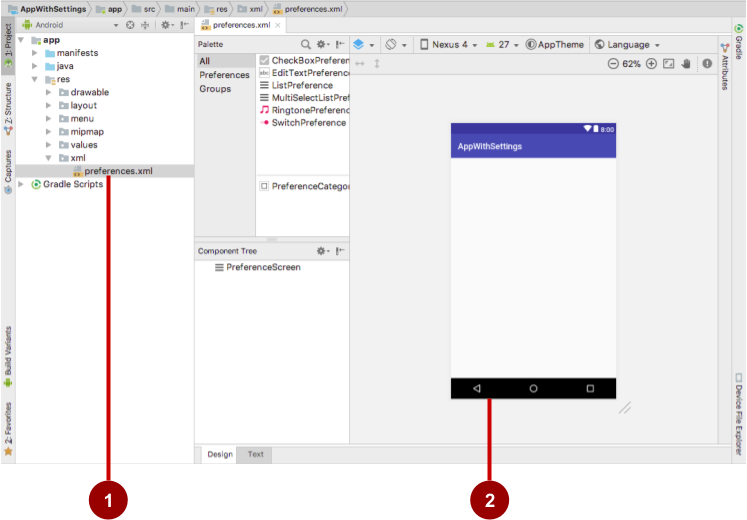 AppWithSettings app src main res xml preferences.xml
Android
preferences.xml
1: Project
Z: Structure
Captures
Build Variants
2: Favorites
app
manifests
java
res
drawable
layout
menu
mipmap
values
xml
preferences.xml
Gradle Scripts
Palette
All
Preferences
Groups
CheckBoxPreferen
EditTextPreference
ListPreference
MultiSelectListPref
RingtonePreferenc
SwitchPreference
PreferenceCategor
Component Tree
PreferenceScreen
Design Text
Nexus 4 27 AppTheme Language
62%
8:00
AppWithSettings
Gradle
Attributes
Device File Explorer
1
2